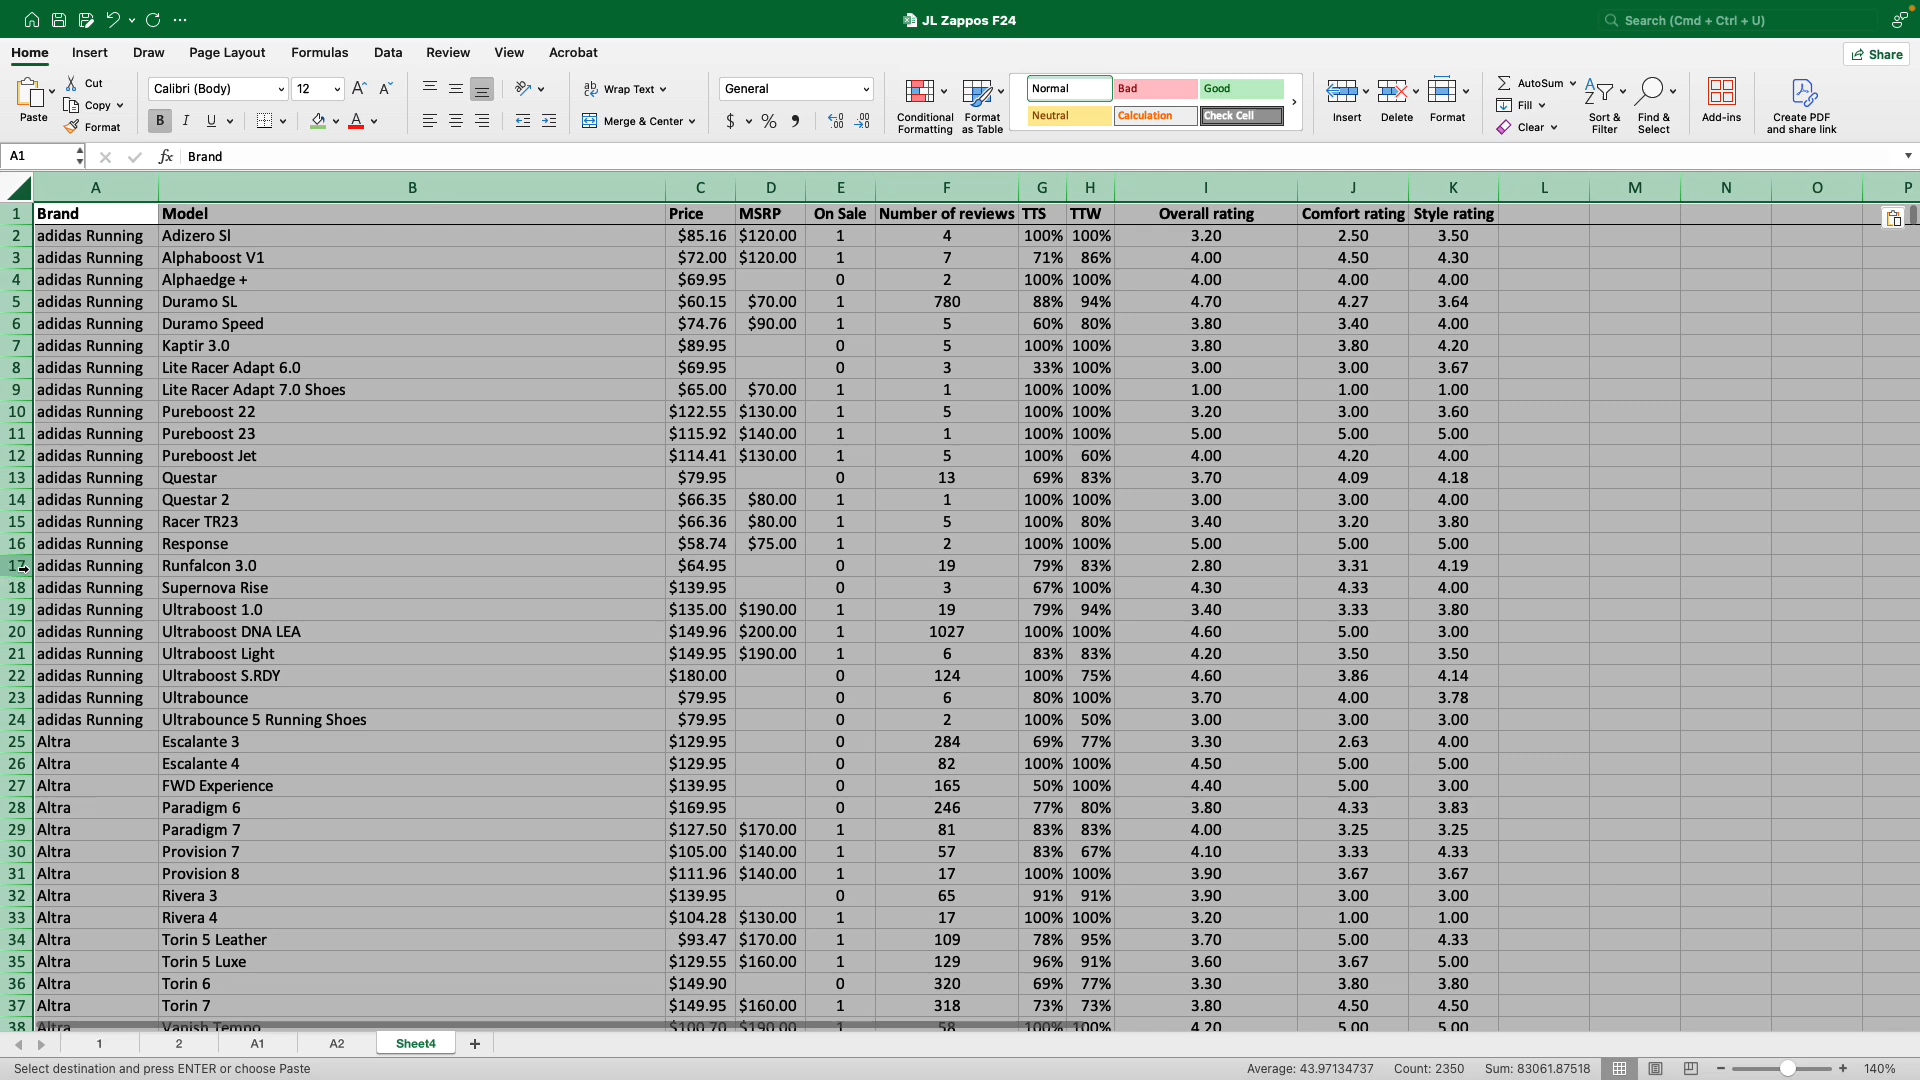 JL Zappos F24
Search (Cmd + Ctrl + U)
Home Insert Draw Page Layout Formulas Data Review View Acrobat
Share
Paste
Cut
Copy
Format
Calibri (Body) 12
B I U
Wrap Text
Merge & Center
General
Conditional Formatting
Format as Table
Normal Bad Good
Neutral Calculation Check Cell
Insert Delete Format
AutoSum
Fill
Clear
Sort & Filter
Find & Select
Add-ins
Create PDF and share link
A1 fx Brand
A B C D E F G H I J K L M N O P
1 Brand Model Price MSRP On Sale Number of reviews TTS TTW Overall rating Comfort rating Style rating
2 adidas Running Adizero Sl $85.16 $120.00 1 4 100% 100% 3.20 2.50 3.50
3 adidas Running Alphaboost V1 $72.00 $120.00 1 7 71% 86% 4.00 4.50 4.30
4 adidas Running Alphaedge + $69.95 0 2 100% 100% 4.00 4.00 4.00
5 adidas Running Duramo SL $60.15 $70.00 1 780 88% 94% 4.70 4.27 3.64
6 adidas Running Duramo Speed $74.76 $90.00 1 5 60% 80% 3.80 3.40 4.00
7 adidas Running Kaptir 3.0 $89.95 0 5 100% 100% 3.80 3.80 4.20
8 adidas Running Lite Racer Adapt 6.0 $69.95 0 3 33% 100% 3.00 3.00 3.67
9 adidas Running Lite Racer Adapt 7.0 Shoes $65.00 $70.00 1 1 100% 100% 1.00 1.00 1.00
10 adidas Running Pureboost 22 $122.55 $130.00 1 5 100% 100% 3.20 3.00 3.60
11 adidas Running Pureboost 23 $115.92 $140.00 1 1 100% 100% 5.00 5.00 5.00
12 adidas Running Pureboost Jet $114.41 $130.00 1 5 100% 60% 4.00 4.20 4.00
13 adidas Running Questar $79.95 0 13 69% 83% 3.70 4.09 4.18
14 adidas Running Questar 2 $66.35 $80.00 1 1 100% 100% 3.00 3.00 4.00
15 adidas Running Racer TR23 $66.36 $80.00 1 5 100% 80% 3.40 3.20 3.80
16 adidas Running Response $58.74 $75.00 1 2 100% 100% 5.00 5.00 5.00
17 adidas Running Runfalcon 3.0 $64.95 0 19 79% 83% 2.80 3.31 4.19
18 adidas Running Supernova Rise $139.95 0 3 67% 100% 4.30 4.33 4.00
19 adidas Running Ultraboost 1.0 $135.00 $190.00 1 19 79% 94% 3.40 3.33 3.80
20 adidas Running Ultraboost DNA LEA $149.96 $200.00 1 1027 100% 100% 4.60 5.00 3.00
21 adidas Running Ultraboost Light $149.95 $190.00 1 6 83% 83% 4.20 3.50 3.50
22 adidas Running Ultraboost S.RDY $180.00 0 124 100% 75% 4.60 3.86 4.14
23 adidas Running Ultrabounce $79.95 0 6 80% 100% 3.70 4.00 3.78
24 adidas Running Ultrabounce 5 Running Shoes $79.95 0 2 100% 50% 3.00 3.00 3.00
25 Altra Escalante 3 $129.95 0 284 69% 77% 3.30 2.63 4.00
26 Altra Escalante 4 $129.95 0 82 100% 100% 4.50 5.00 5.00
27 Altra FWD Experience $139.95 0 165 50% 100% 4.40 5.00 3.00
28 Altra Paradigm 6 $169.95 0 246 77% 80% 3.80 4.33 3.83
29 Altra Paradigm 7 $127.50 $170.00 1 81 83% 83% 4.00 3.25 3.25
30 Altra Provision 7 $105.00 $140.00 1 57 83% 67% 4.10 3.33 4.33
31 Altra Provision 8 $111.96 $140.00 1 17 100% 100% 3.90 3.67 3.67
32 Altra Rivera 3 $139.95 0 65 91% 91% 3.90 3.00 3.00
33 Altra Rivera 4 $104.28 $130.00 1 17 100% 100% 3.20 1.00 1.00
34 Altra Torin 5 Leather $93.47 $170.00 1 109 78% 95% 3.70 5.00 4.33
35 Altra Torin 5 Luxe $129.55 $160.00 1 129 96% 91% 3.60 3.67 5.00
36 Altra Torin 6 $149.90 0 320 69% 77% 3.30 3.80 3.80
37 Altra Torin 7 $149.95 $160.00 1 318 73% 73% 3.80 4.50 4.50
38 Altra Vanish Tempo $100.70 $190.00 1 58 100% 100% 4.20 5.00 5.00
1 2 A1 A2 Sheet4 +
Select destination and press ENTER or choose Paste Average: 43.97134737 Count: 2350 Sum: 83061.87518 140%